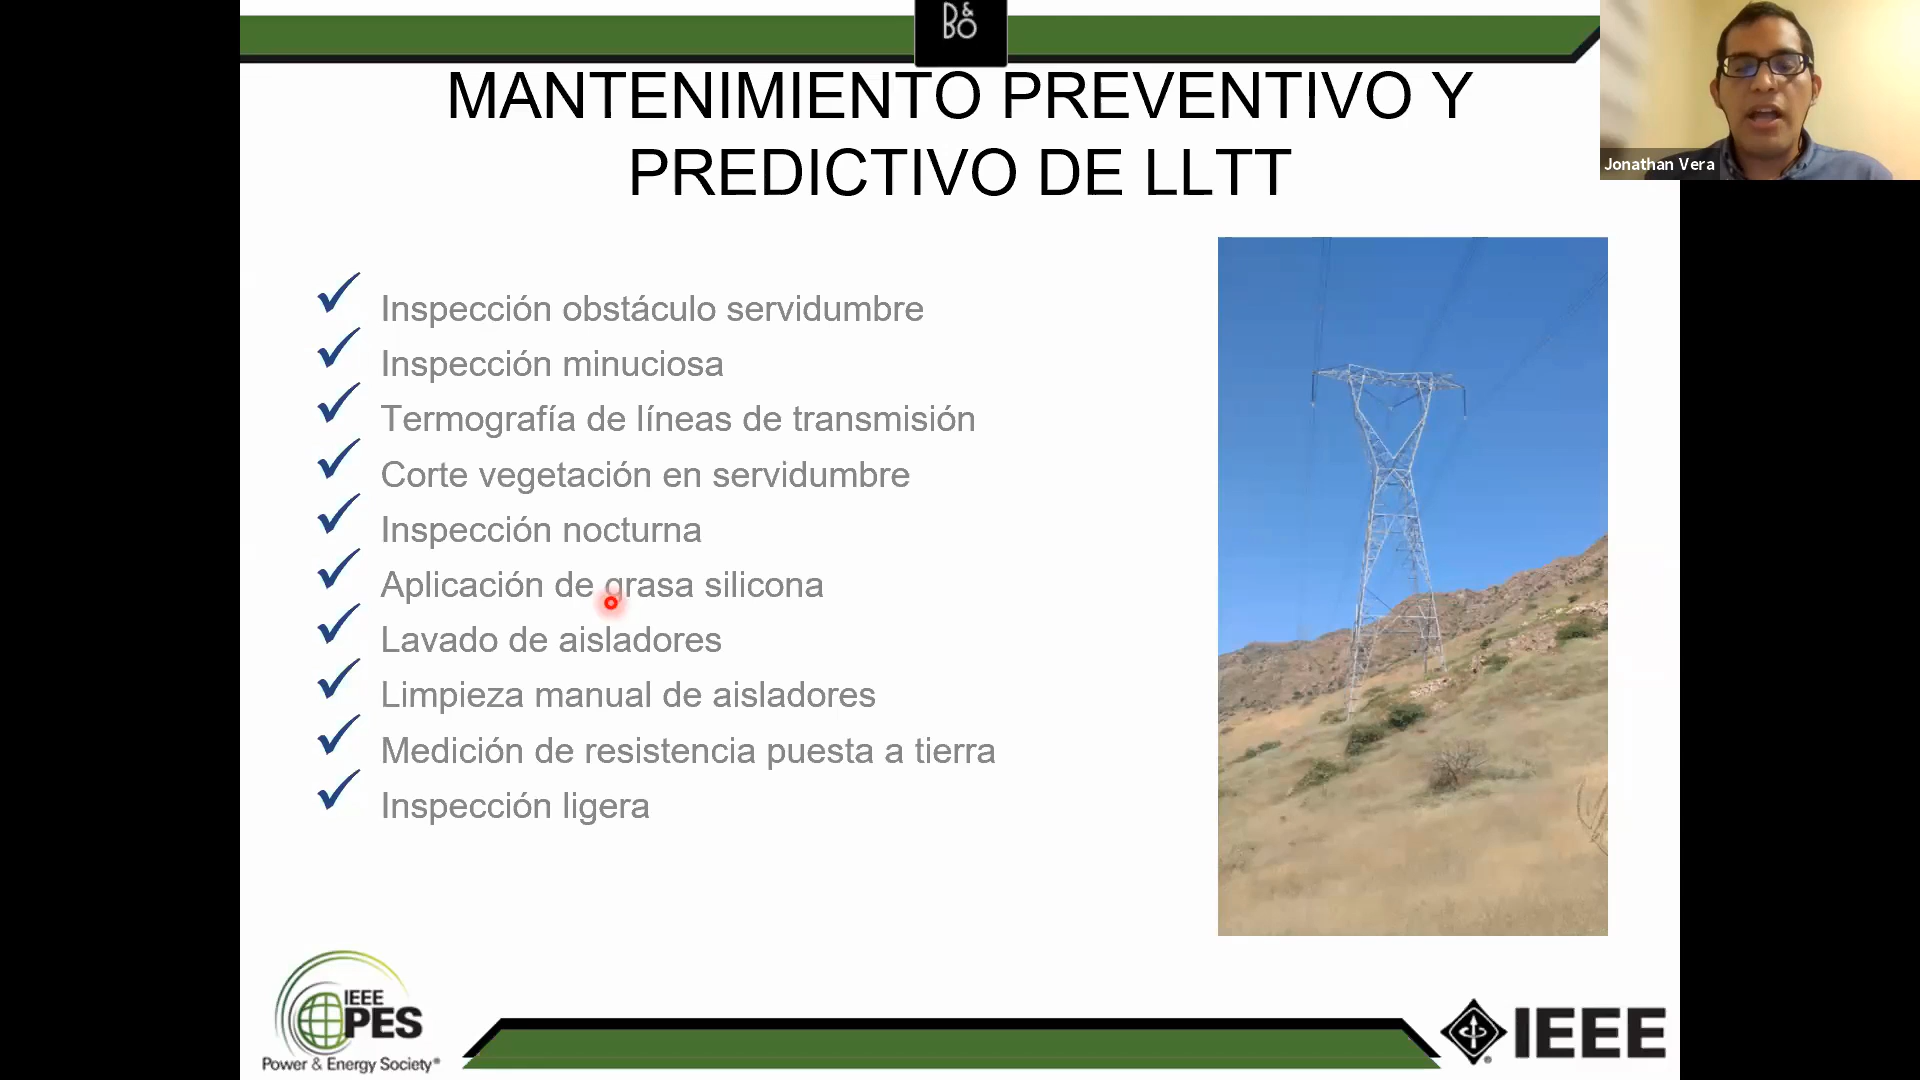 B&O
MANTENIMIENTO PREVENTIVO Y
PREDICTIVO DE LLTT
Jonathan Vera
Inspección obstáculo servidumbre
Inspección minuciosa
Termografía de líneas de transmisión
Corte vegetación en servidumbre
Inspección nocturna
Aplicación de grasa silicona
Lavado de aisladores
Limpieza manual de aisladores
Medición de resistencia puesta a tierra
Inspección ligera
IEEE
PES
Power & Energy Society®
IEEE